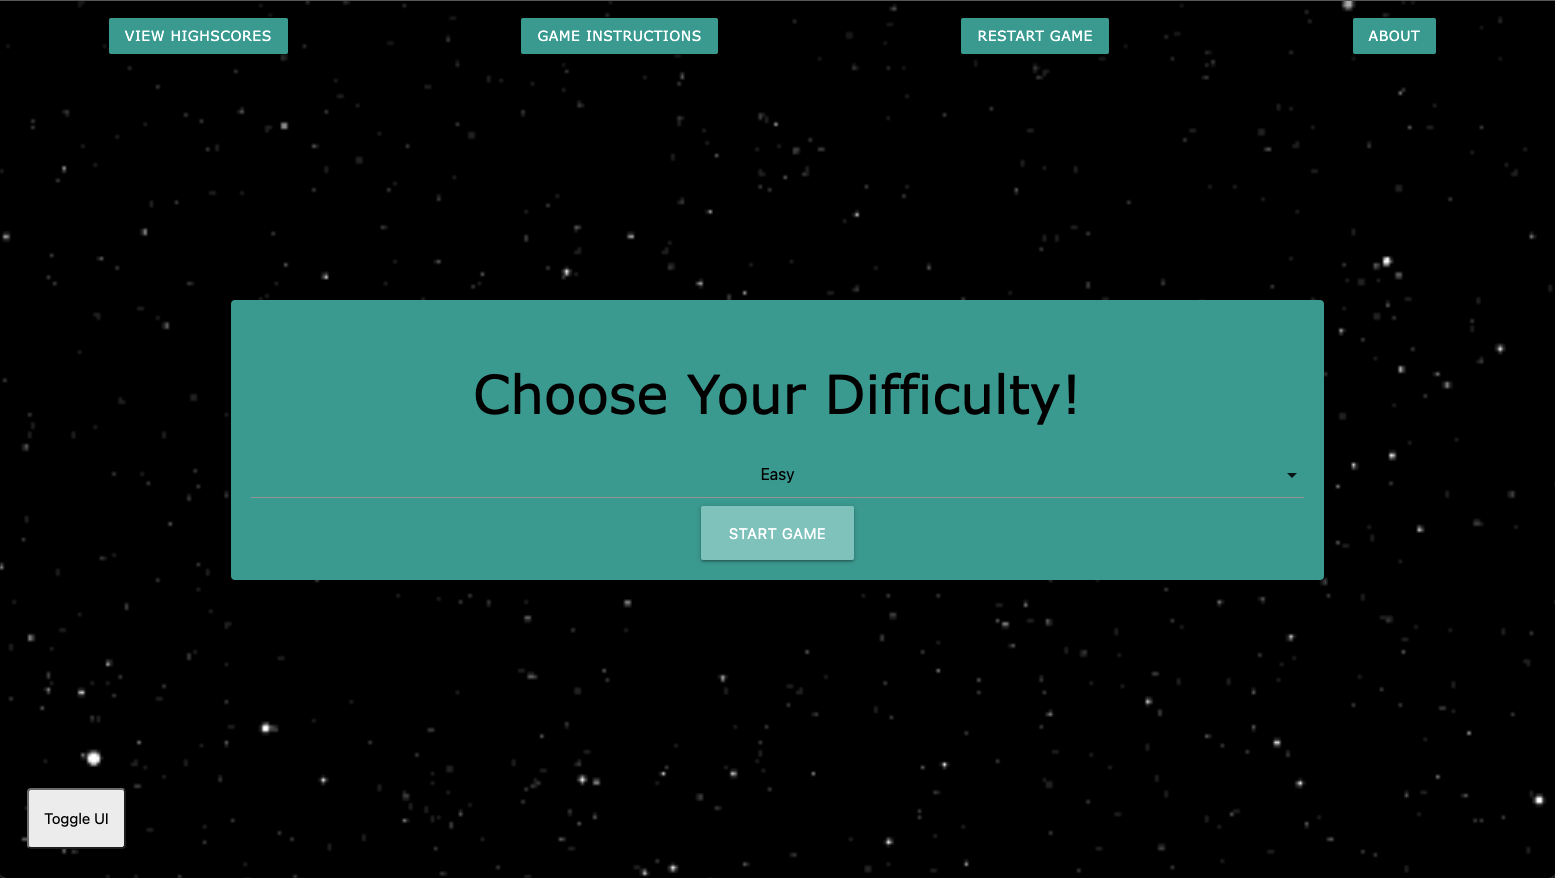 VIEW HIGHSCORES
GAME INSTRUCTIONS
RESTART GAME
ABOUT
Choose Your Difficulty!
Easy
START GAME
Toggle UI